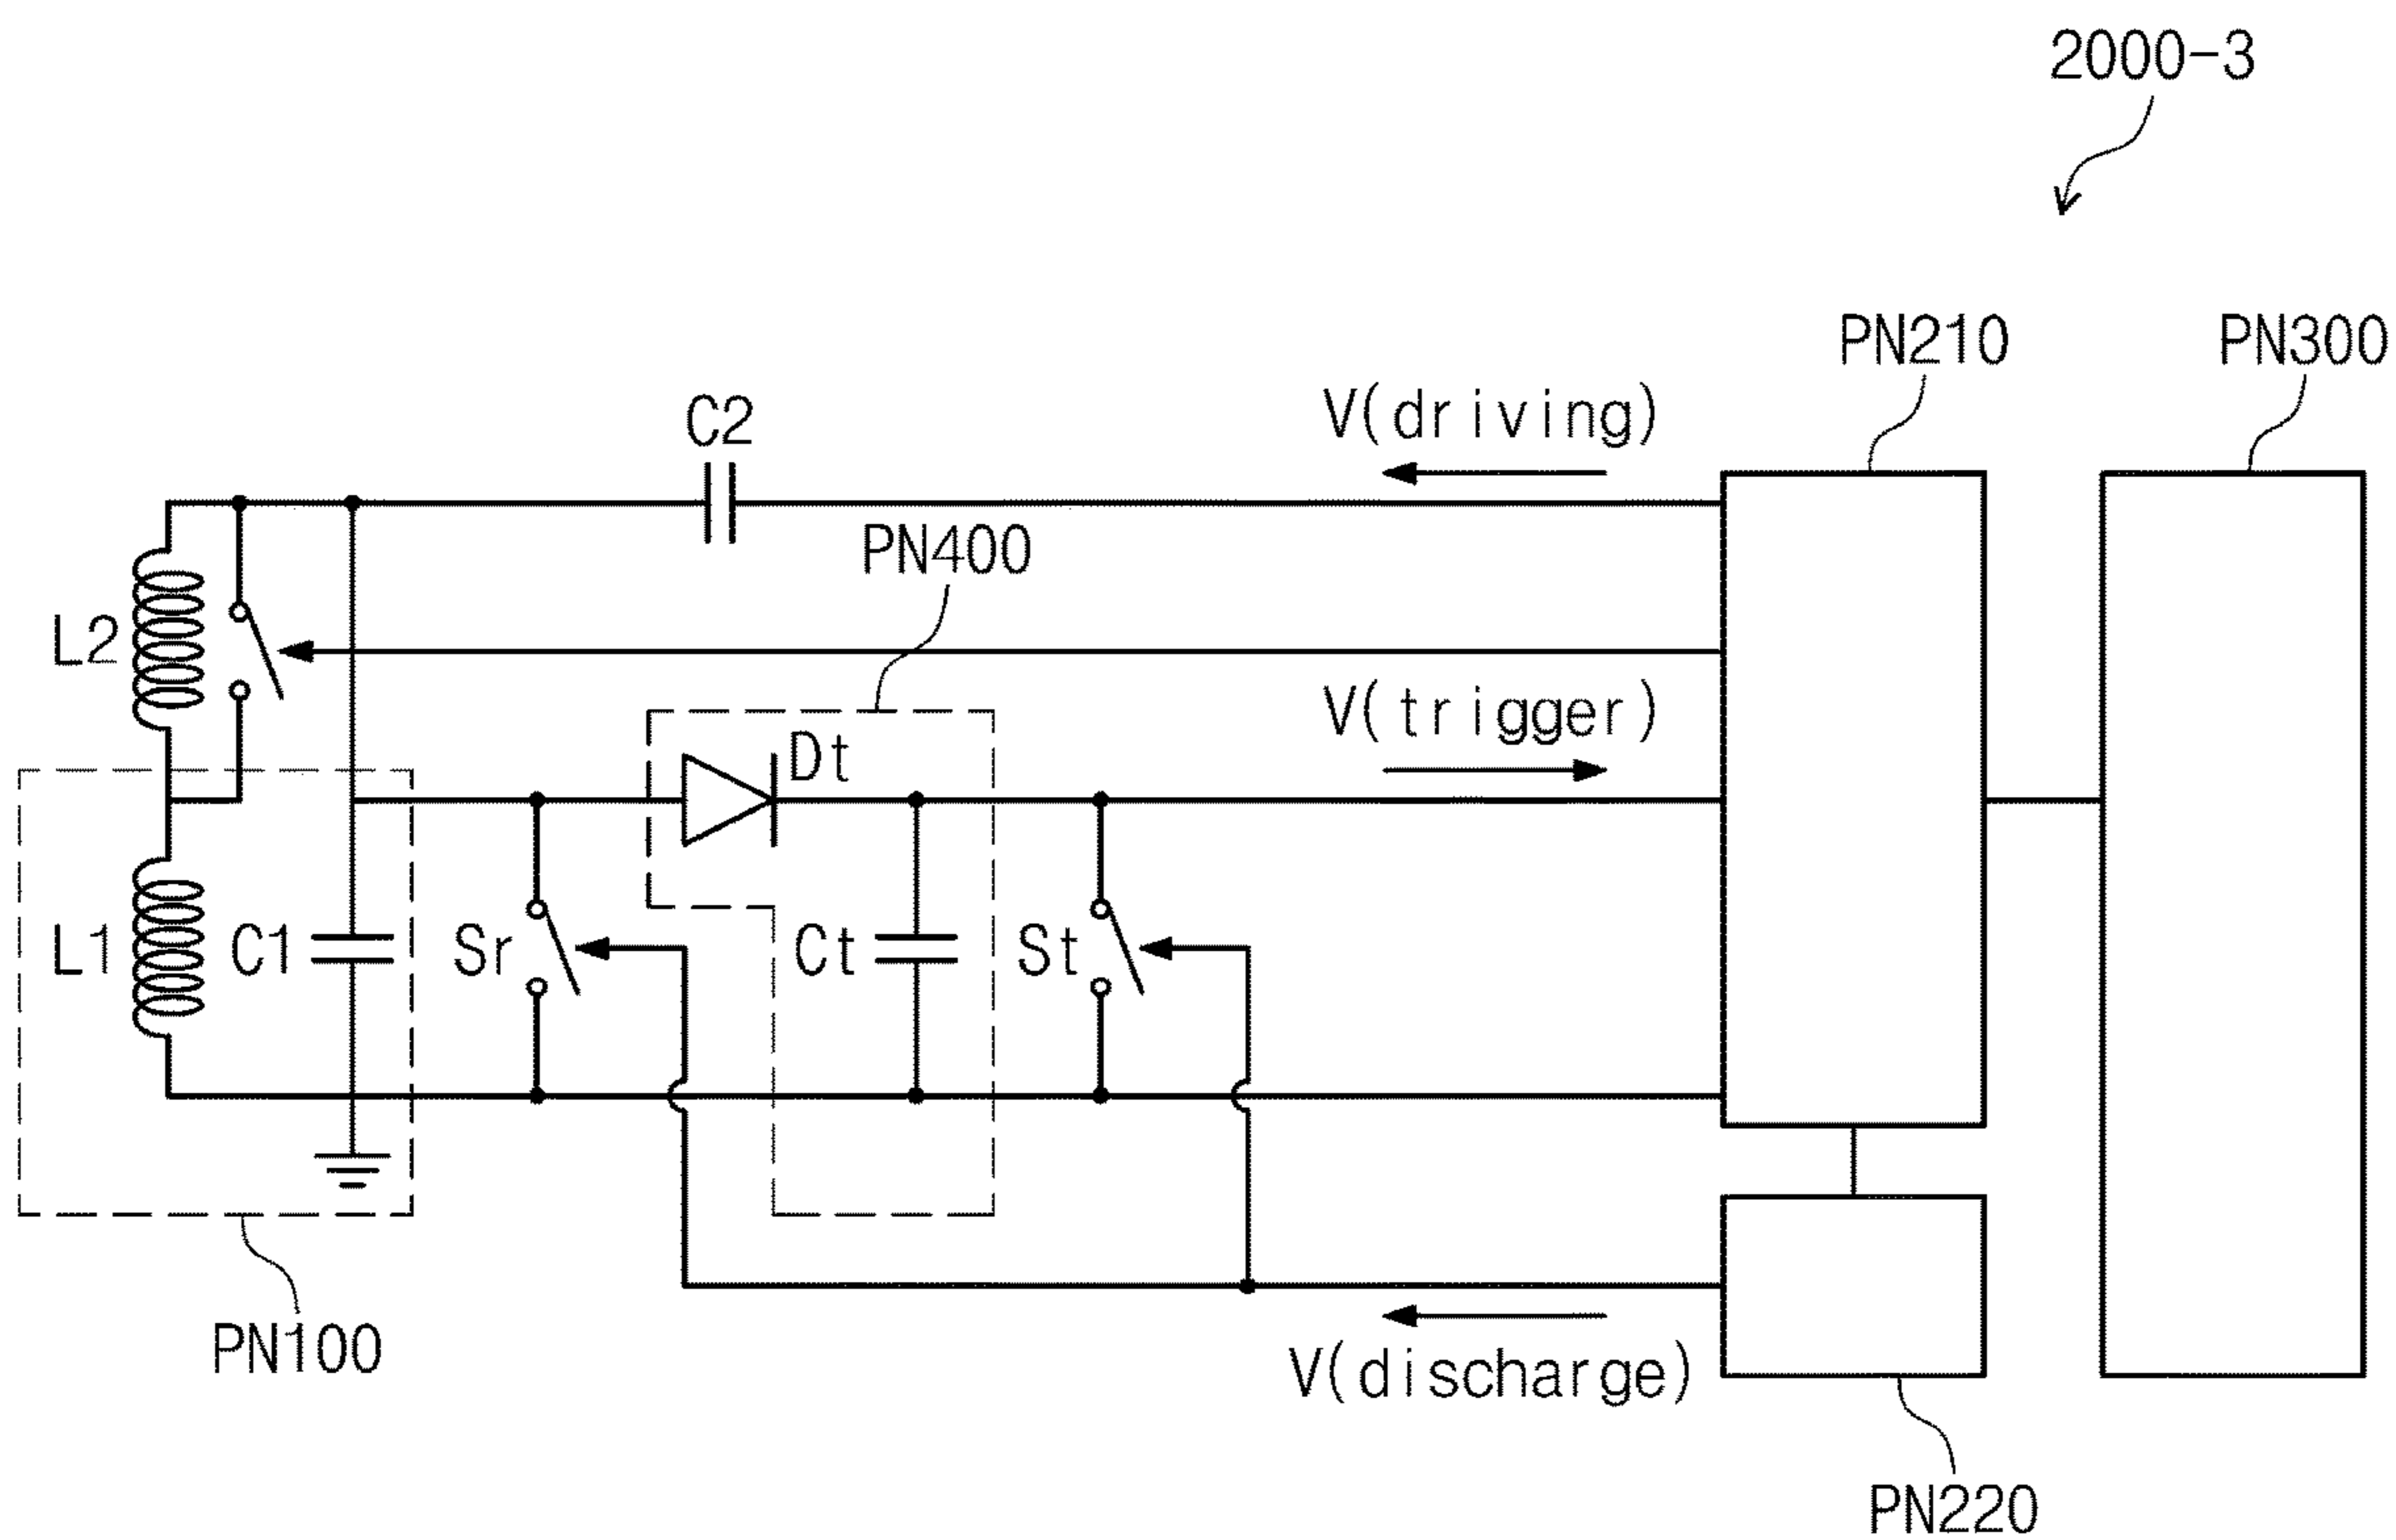 2000-3
PN210
PN300
V(driving)
C2
PN400
L2
V(trigger)
Dt
L1
C1
Sr
Ct
St
PN100
V(discharge)
PN220